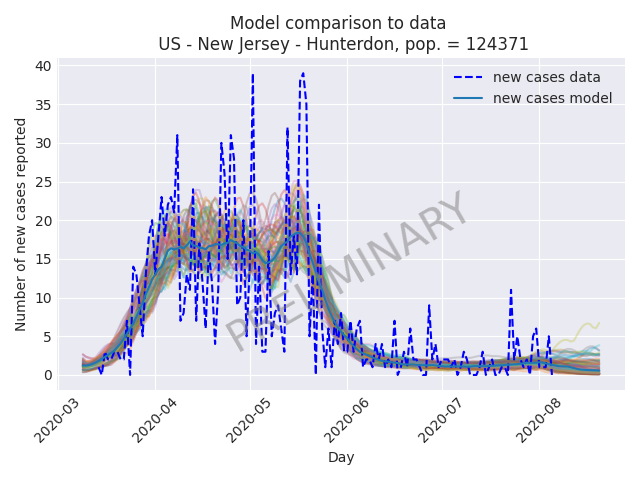 Model comparison to data
US - New Jersey - Hunterdon, pop. = 124371
new cases data
new cases model
PRELIMINARY
Number of new cases reported
40
35
30
25
20
15
10
5
0
2020-03
2020-04
2020-05
2020-06
2020-07
2020-08
Day